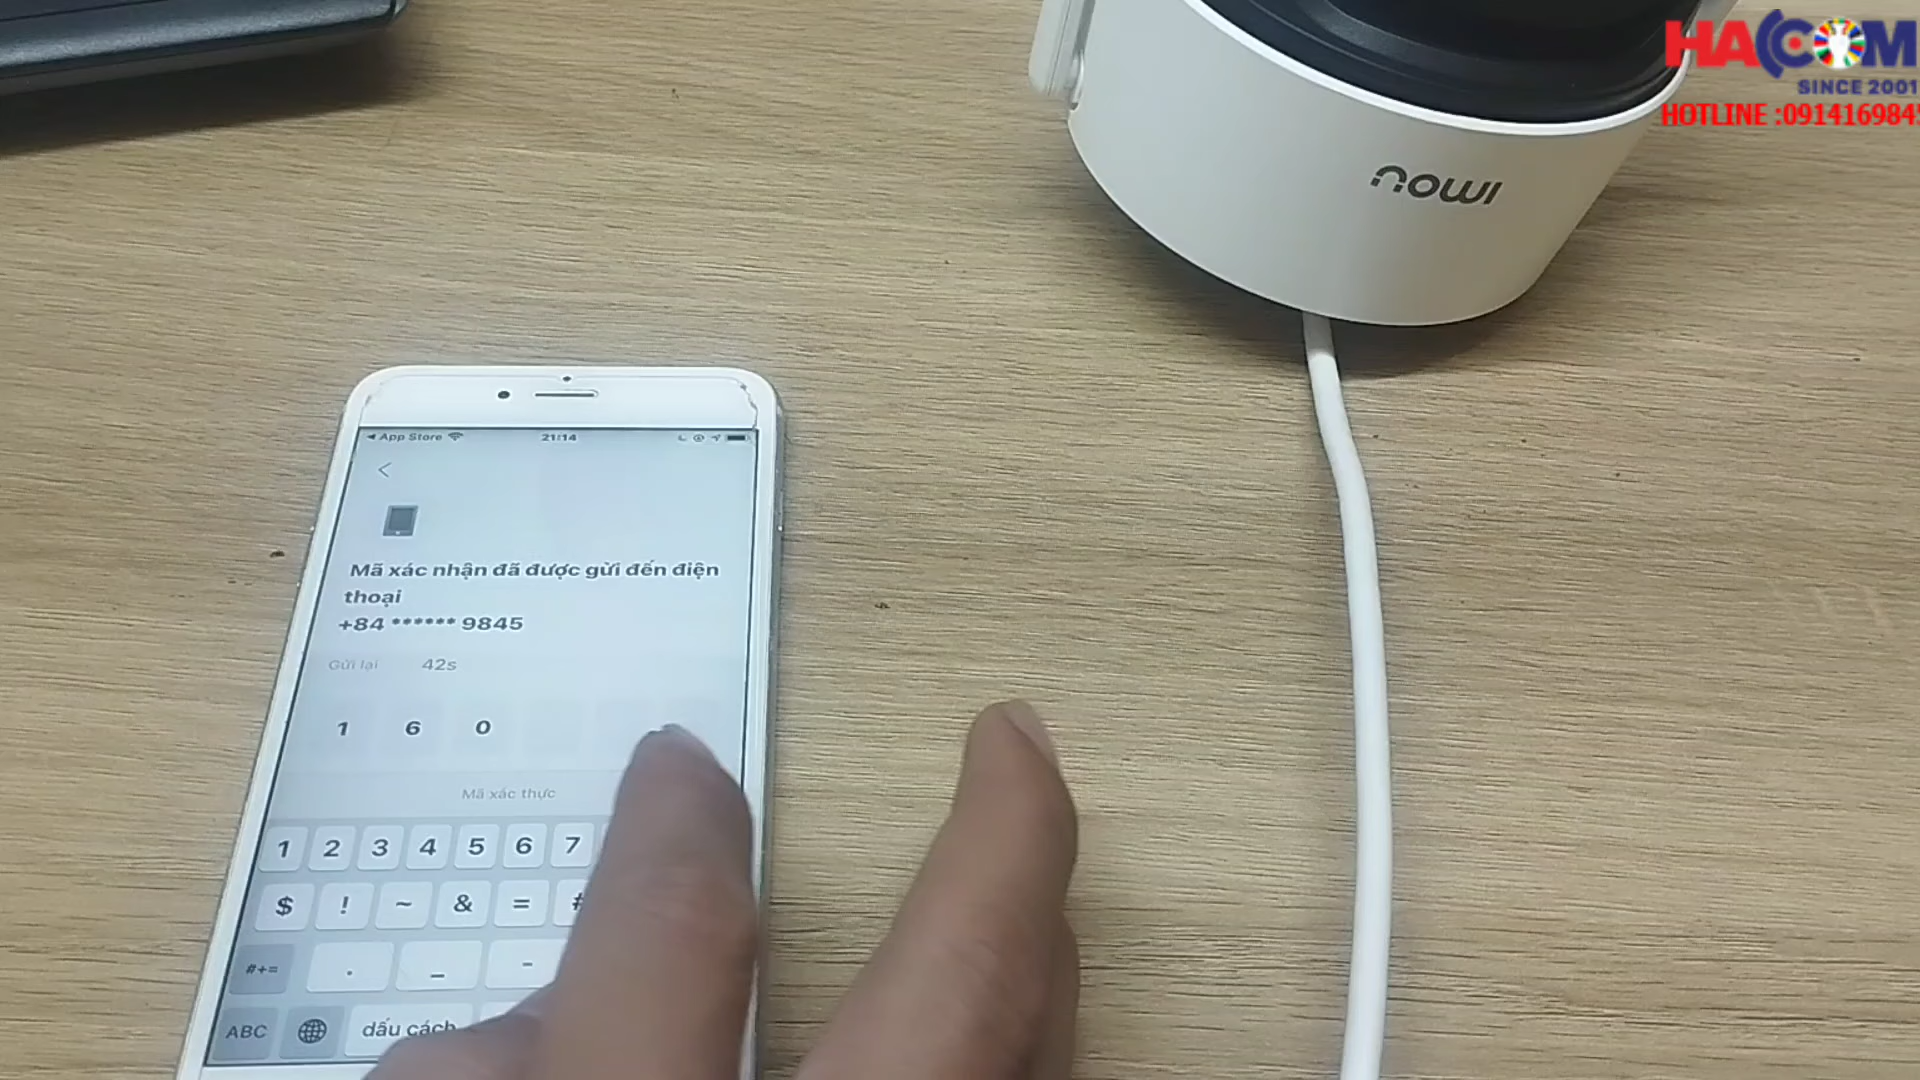 HACOM
SINCE 2001
HOTLINE :091416984
imou
App Store
21:14
Mã xác nhận đã được gửi đến điện
thoại
+84 ****** 9845
Gửi lại 42s
1 6 0
Mã xác thực
1 2 3 4 5 6 7
$ ! ~ & = #
#+= . _ -
ABC dấu cách